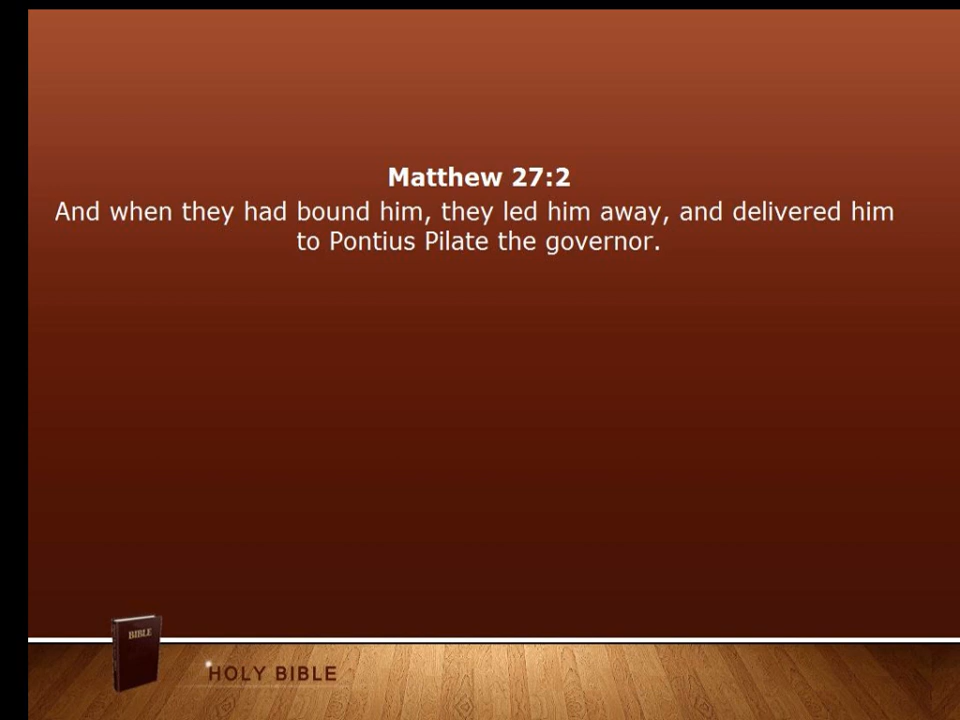 Matthew 27:2
And when they had bound him, they led him away, and delivered him
to Pontius Pilate the governor.
BIBLE
HOLY BIBLE